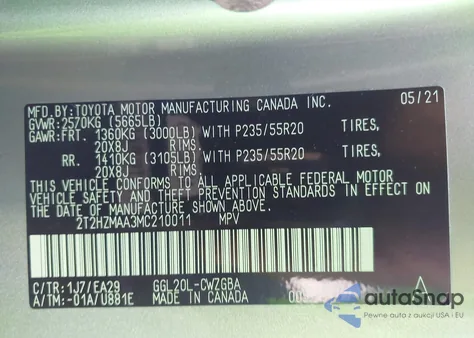 MFD.BY: TOYOTA MOTOR MANUFACTURING CANADA INC. 05/21
GVWR: 2570KG (5665LB)
GAWR: FRT. 1360KG (3000LB) WITH P235/55R20 TIRES,
20X8J RIMS,
RR. 1410KG (3105LB) WITH P235/55R20 TIRES,
20X8J RIMS,
THIS VEHICLE CONFORMS TO ALL APPLICABLE FEDERAL MOTOR
VEHICLE SAFETY AND THEFT PREVENTION STANDARDS IN EFFECT ON
THE DATE OF MANUFACTURE SHOWN ABOVE.
2T2HZMAA3MC210011 MPV
C/TR: 1J7/EA29 GGL20L-CWZGBA
A/TM: -01A/U881E MADE IN CANADA
autoSnap
Pewne auto z aukcji USA i EU